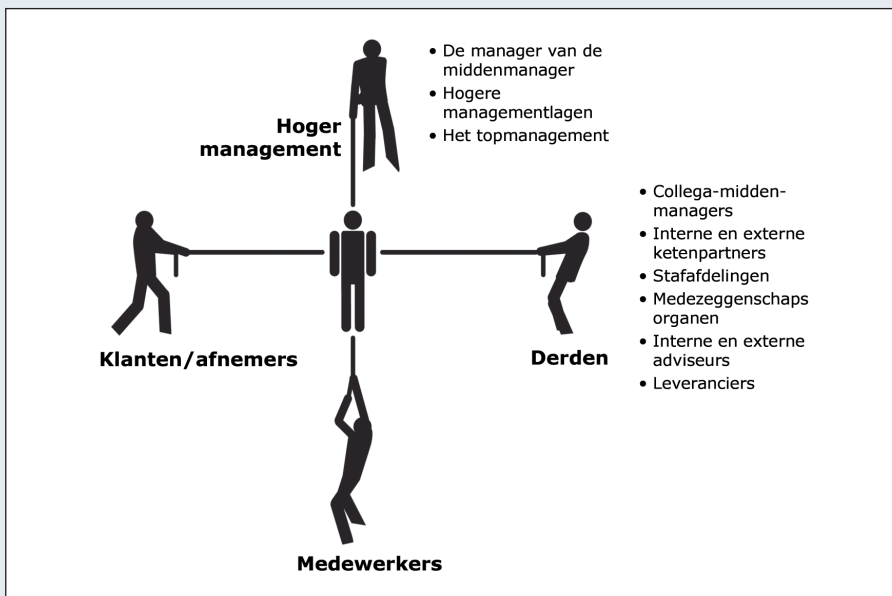 Hoger
management
• De manager van de
middenmanager
• Hogere
managementlagen
• Het topmanagement
Klanten/afnemers
Derden
• Collega-midden-
managers
• Interne en externe
ketenpartners
• Stafafdelingen
• Medezeggenschaps
organen
• Interne en externe
adviseurs
• Leveranciers
Medewerkers